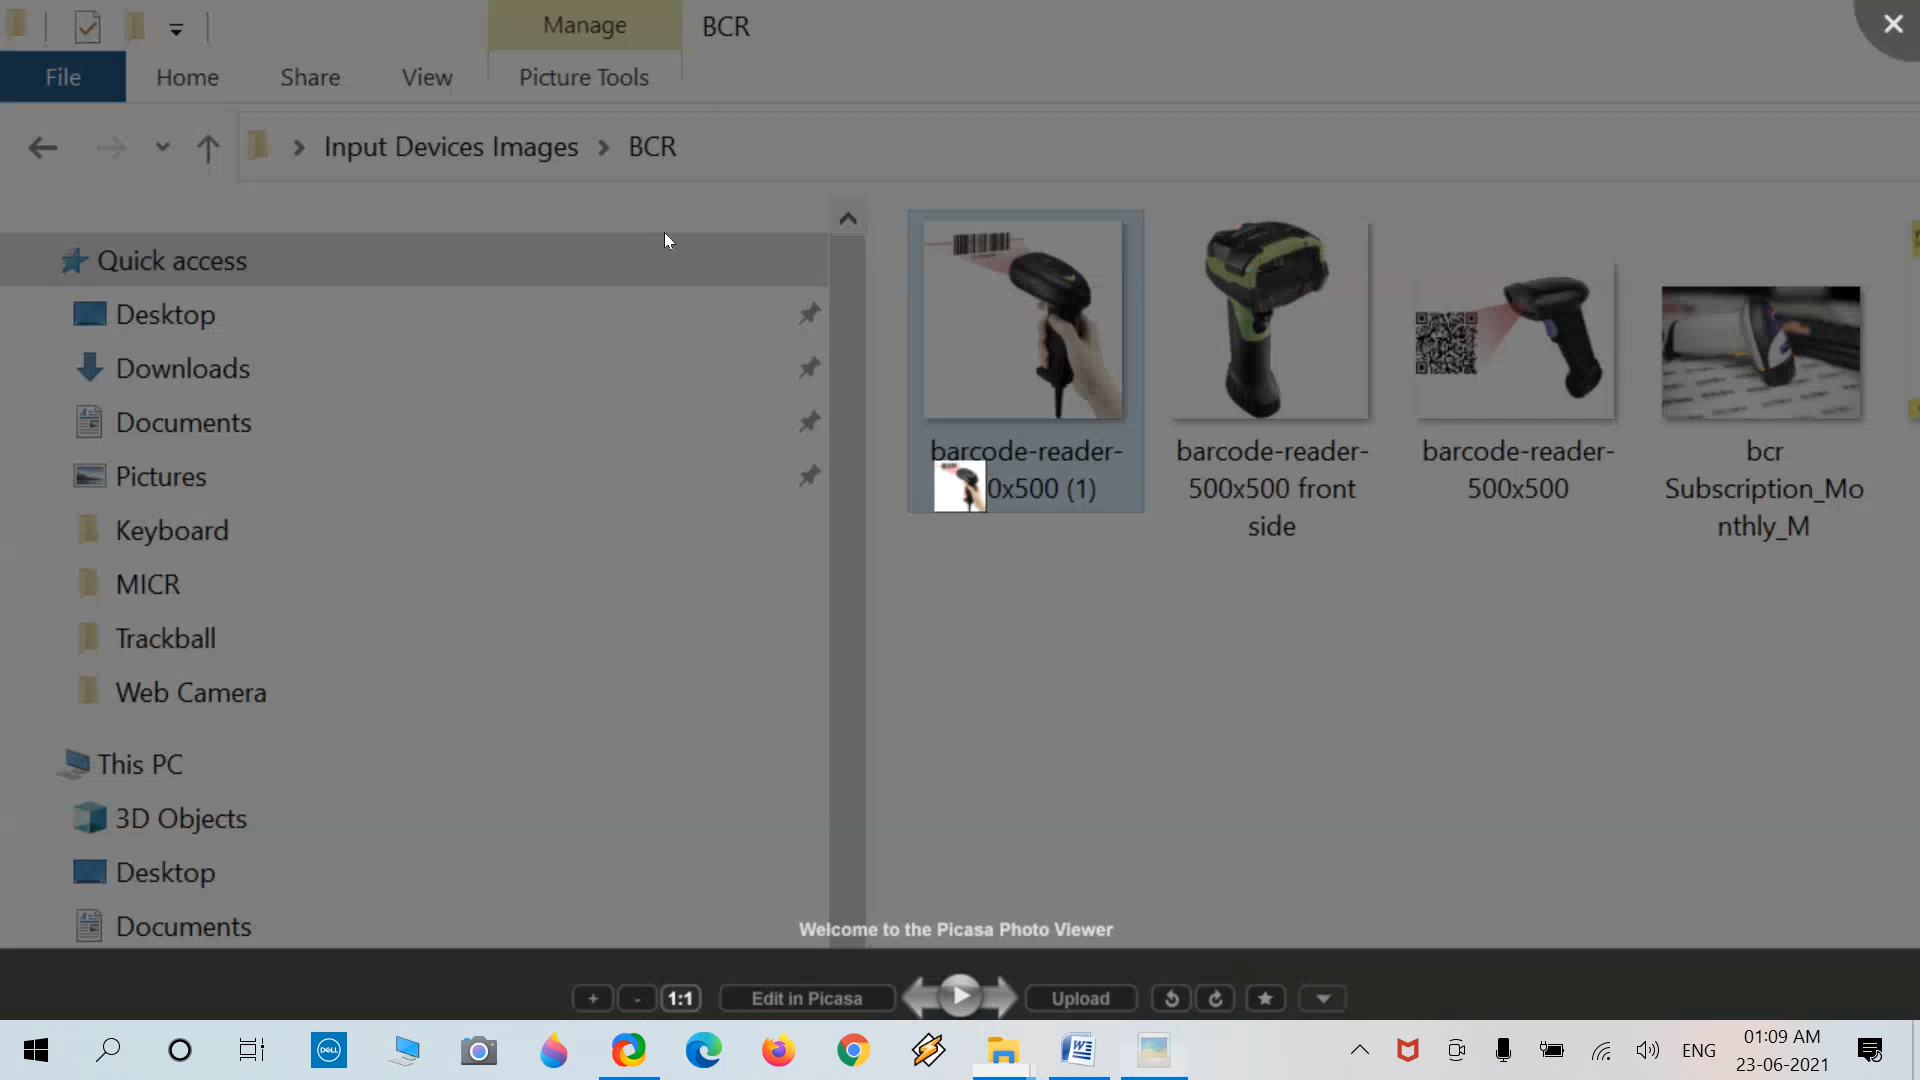 Manage
BCR
File
Home
Share
View
Picture Tools
Input Devices Images
BCR
Quick access
Desktop
Downloads
Documents
Pictures
Keyboard
MICR
Trackball
Web Camera
This PC
3D Objects
Desktop
Documents
barcode-reader-
0x500 (1)
barcode-reader-
500x500 front
side
barcode-reader-
500x500
bcr
Subscription_Mo
nthly_M
Welcome to the Picasa Photo Viewer
+
-
1:1
Edit in Picasa
Upload
DELL
ENG
01:09 AM
23-06-2021